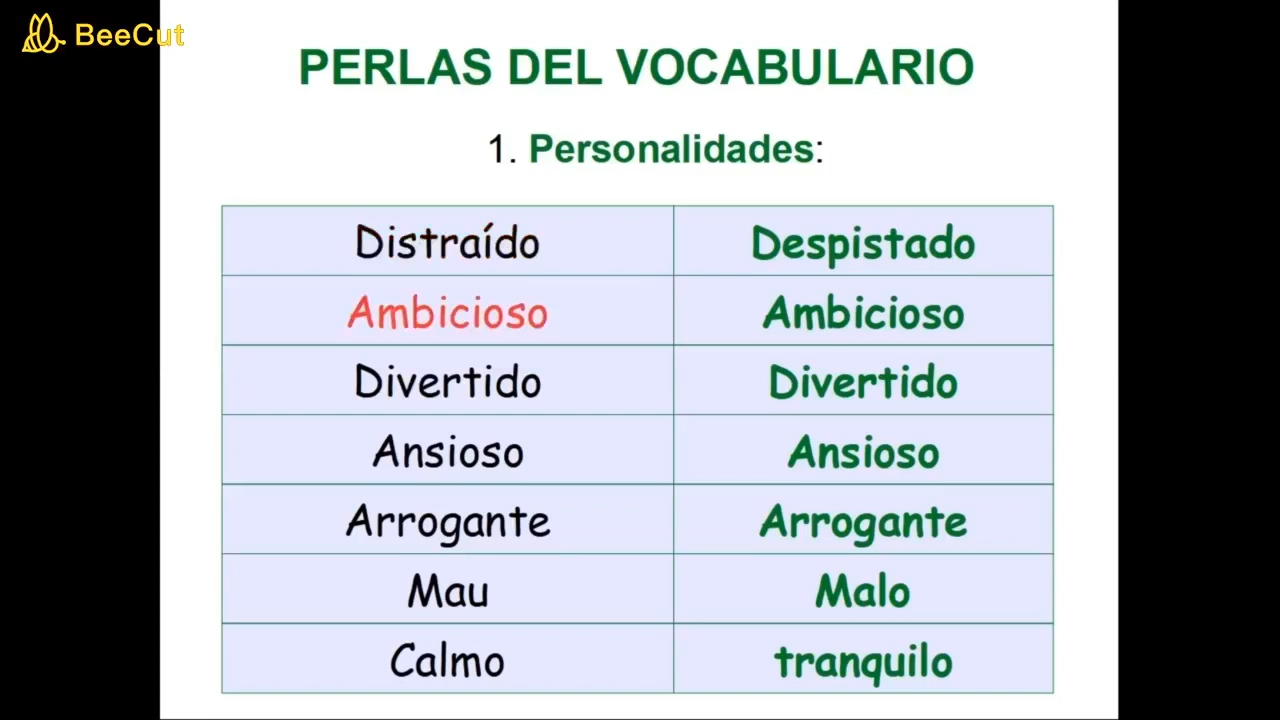 BeeCut
PERLAS DEL VOCABULARIO
1. Personalidades:
Distraído Despistado
Ambicioso Ambicioso
Divertido Divertido
Ansioso Ansioso
Arrogante Arrogante
Mau Malo
Calmo tranquilo